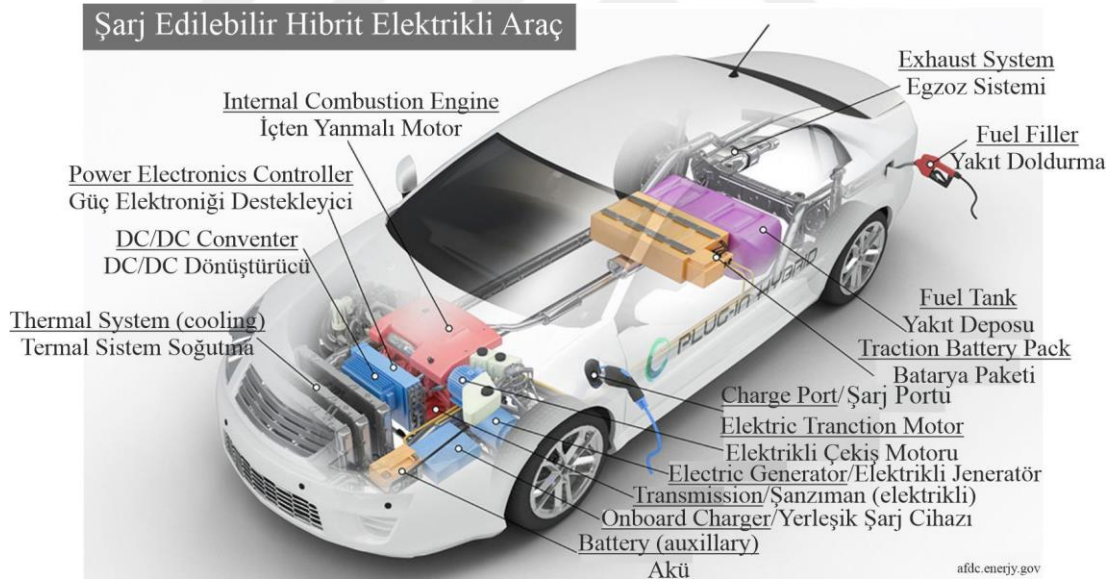 Şarj Edilebilir Hibrit Elektrikli Araç
Exhaust System
Egzoz Sistemi
Internal Combustion Engine
İçten Yanmalı Motor
Fuel Filler
Yakıt Doldurma
Power Electronics Controller
Güç Elektroniği Destekleyici
DC/DC Conventer
DC/DC Dönüştürücü
Thermal System (cooling)
Termal Sistem Soğutma
PLUG-IN HYBRID
Fuel Tank
Yakıt Deposu
Traction Battery Pack
Batarya Paketi
Charge Port/Şarj Portu
Elektric Tranction Motor
Elektrikli Çekiş Motoru
Electric Generator/Elektrikli Jeneratör
Transmission/Şanzıman (elektrikli)
Onboard Charger/Yerleşik Şarj Cihazı
Battery (auxillary)
Akü
afdc.enerjy.gov